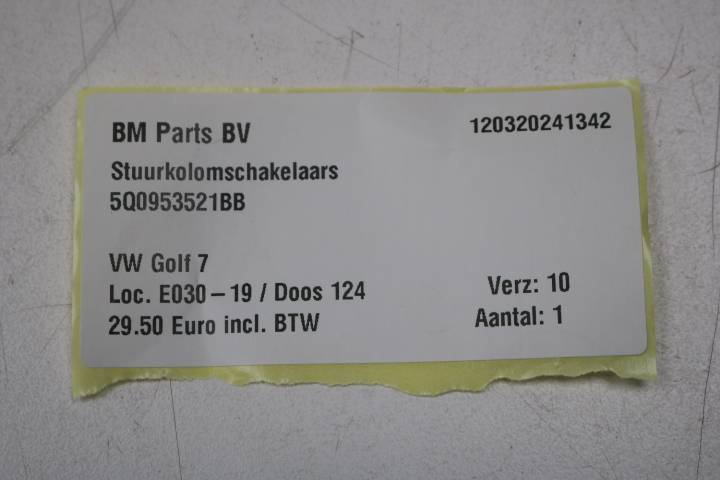 BM Parts BV 120320241342
Stuurkolomschakelaars
5Q0953521BB
VW Golf 7
Loc. E030-19 / Doos 124 Verz: 10
29.50 Euro incl. BTW Aantal: 1